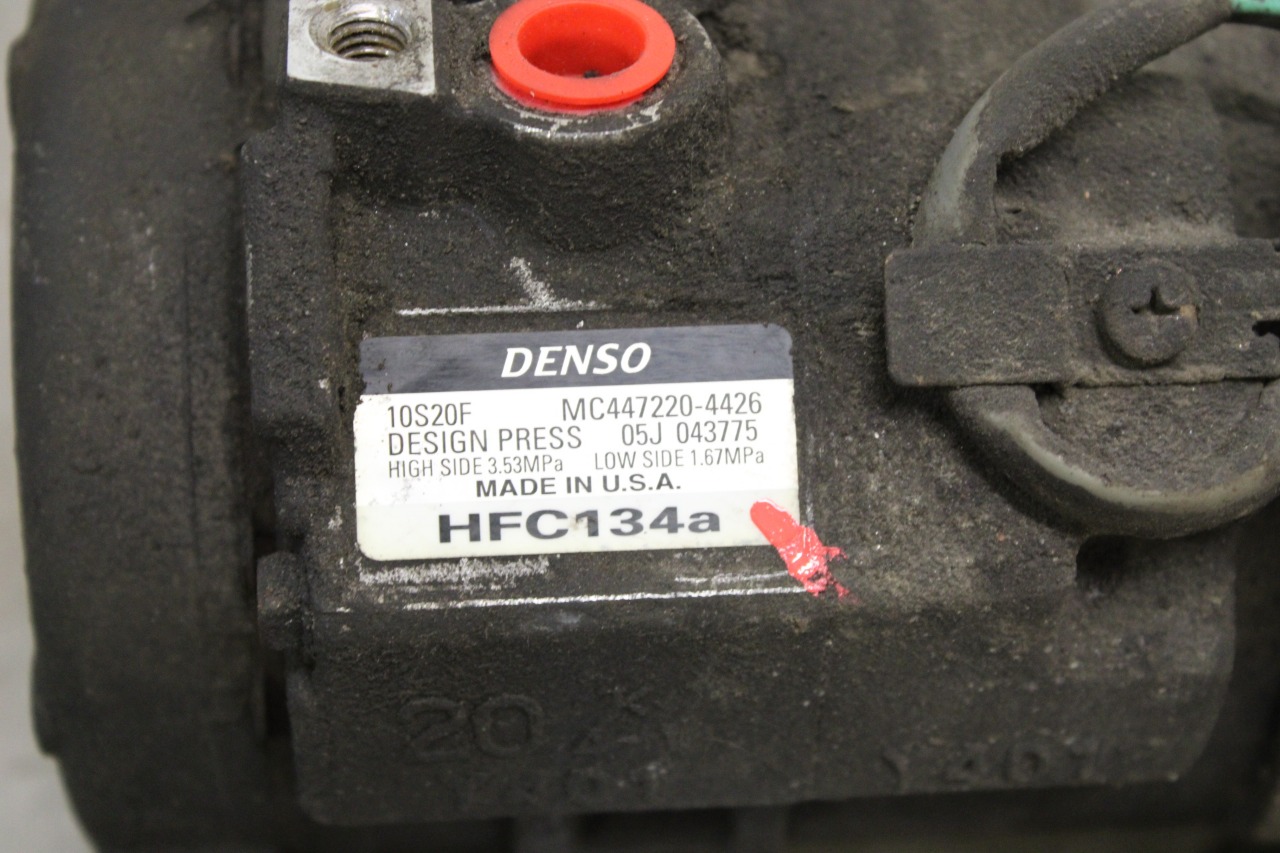 DENSO
10S20F MC447220-4426
DESIGN PRESS 05J 043775
HIGH SIDE 3.53MPa LOW SIDE 1.67MPa
MADE IN U.S.A.
HFC134a
20